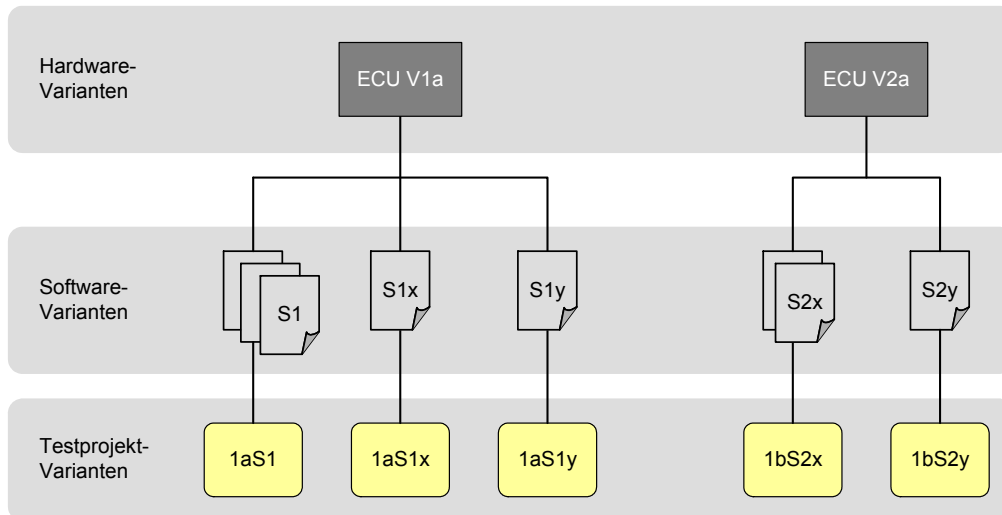 Hardware-
Varianten
ECU V1a
ECU V2a
Software-
Varianten
S1
S1x
S1y
S2x
S2y
Testprojekt-
Varianten
1aS1
1aS1x
1aS1y
1bS2x
1bS2y